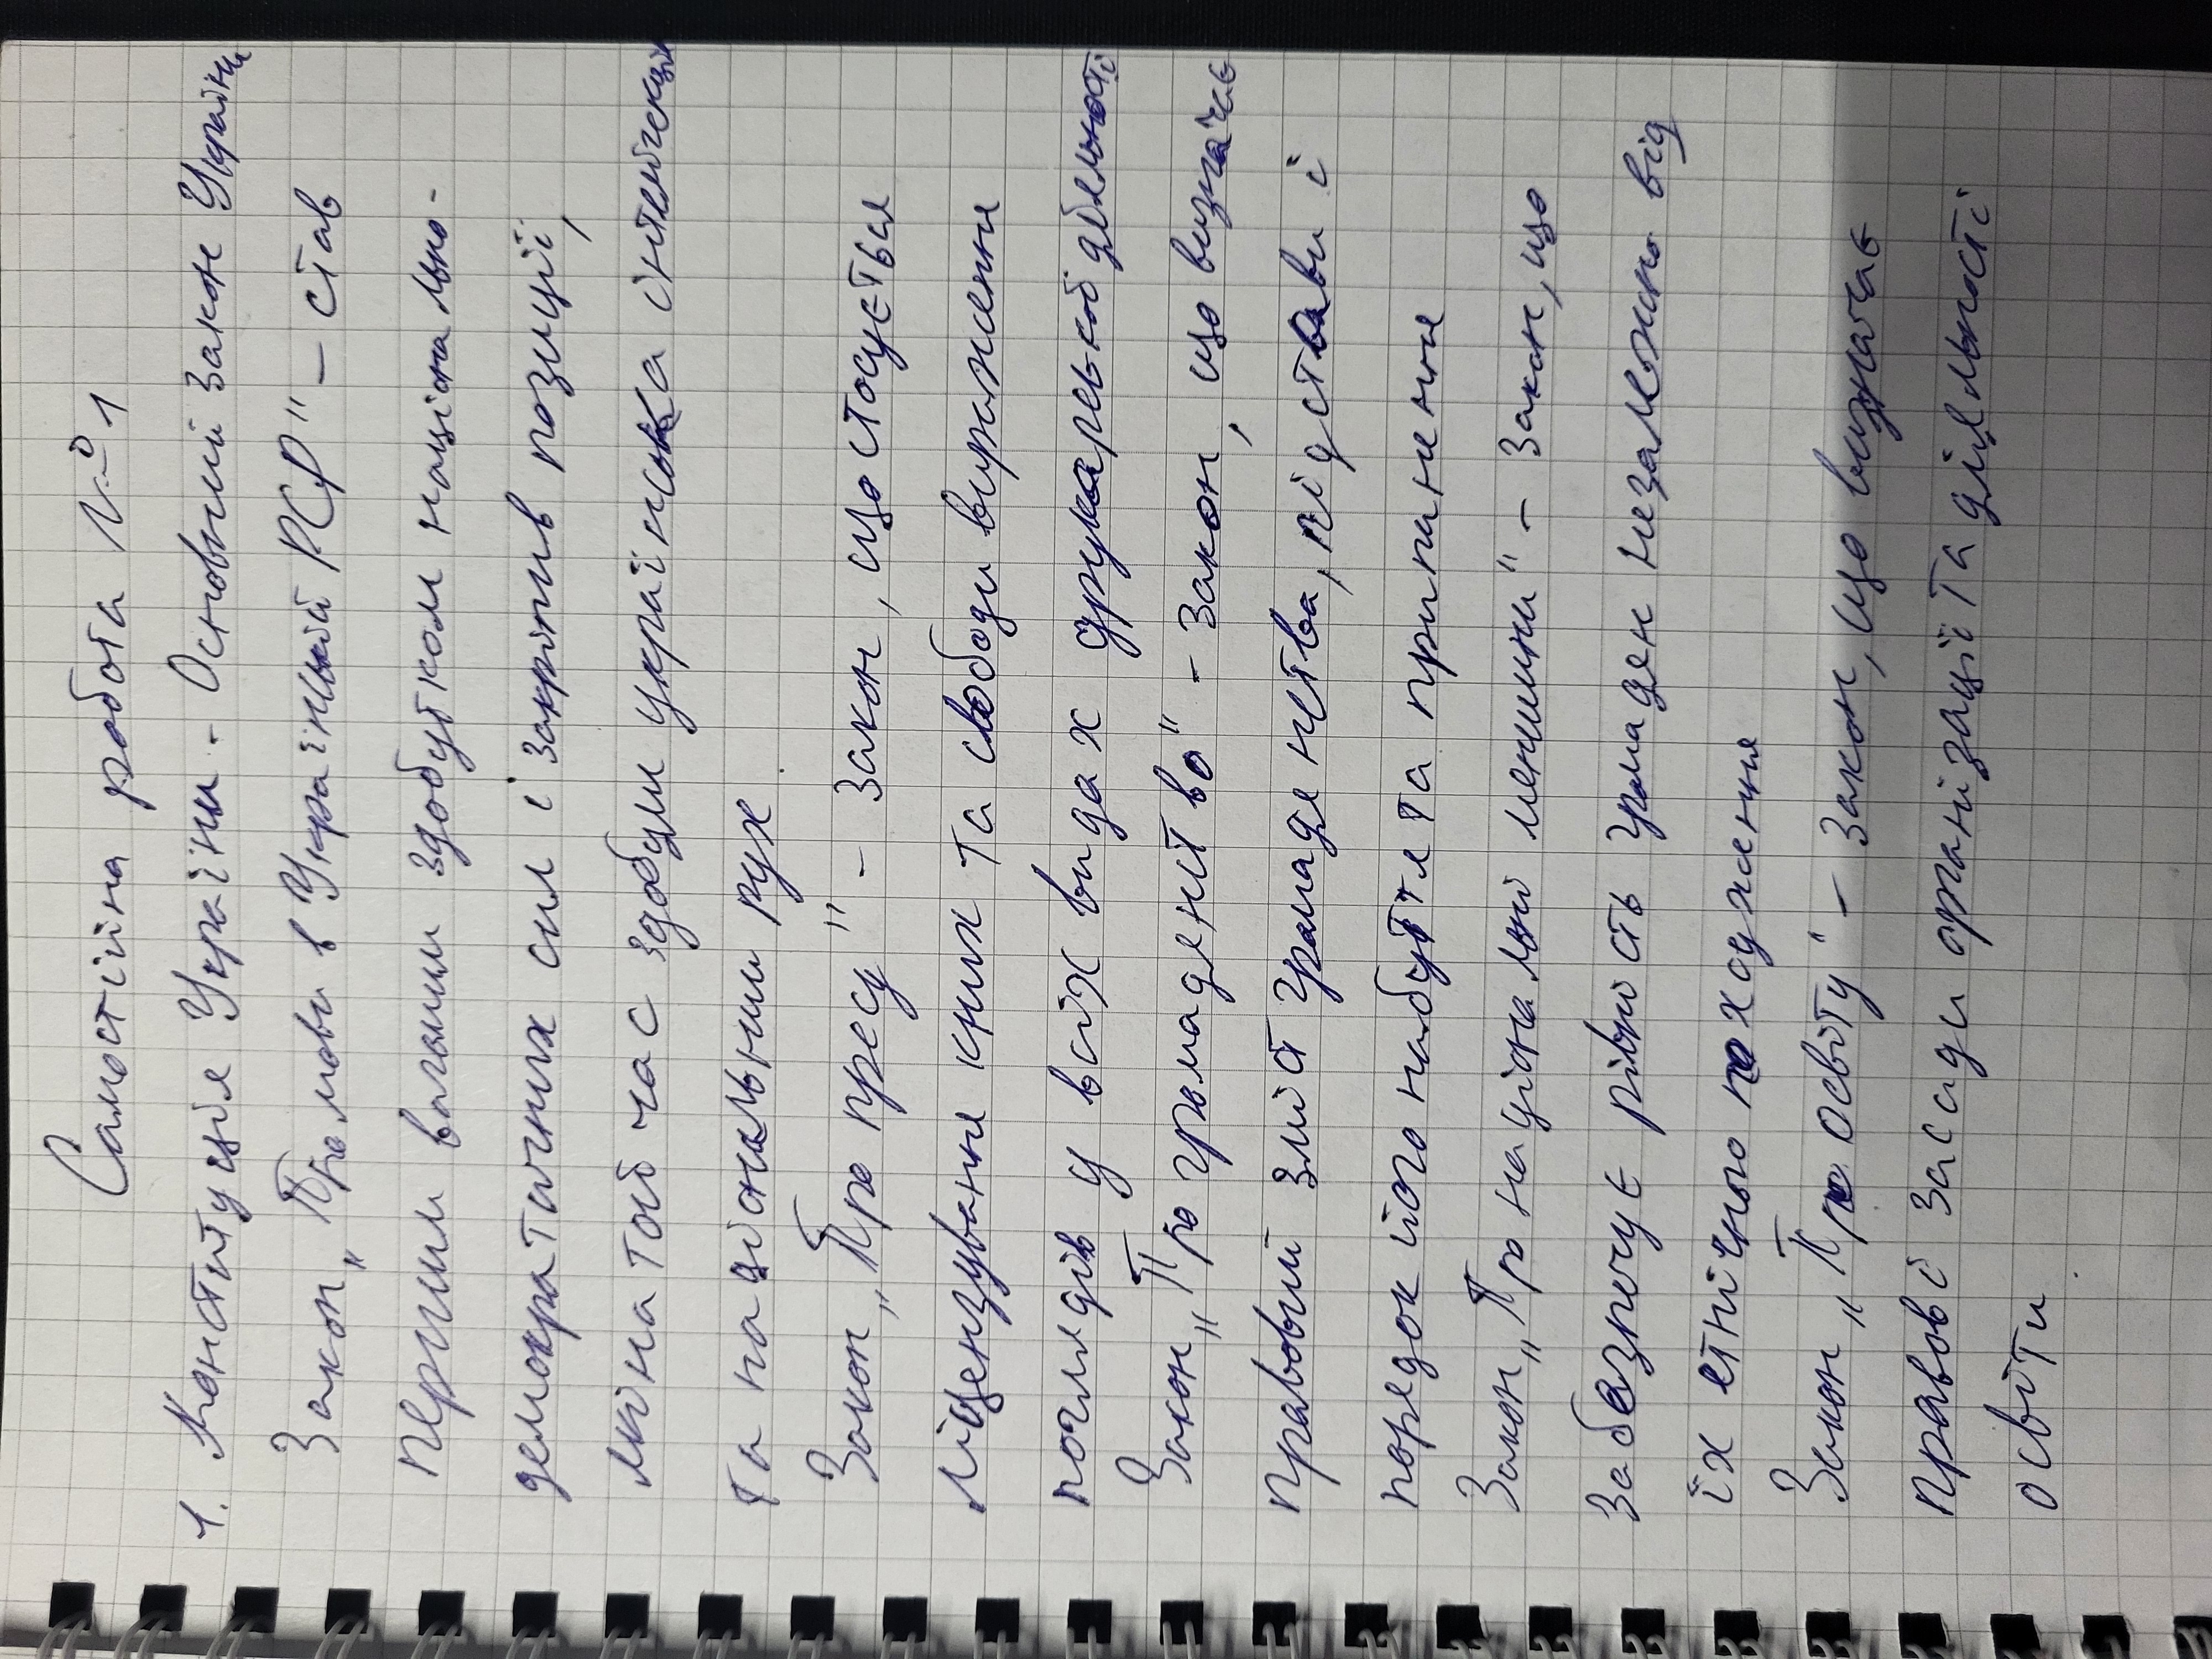 Самостійна робота №1
1. Конституція України - Основний Закон України
Закон „Про мови в Українській РСР" – став
першим вагомим здобутком національно-
демократичних сил і закріпив позиції,
які на той час здобули українська інтелігенція
та національний рух.
Закон „Про пресу" – Закон, що стосується
ліцензування кних та свободи вираження
поглядів у всіх видах друкарської діяльності
Закон „Про громаденство" – Закон, що визначає
правовий зміст громаденства, підстави і
порядок його набуття та припинення
Закон „Про національні меншини" – Закон, що
забезпечує рівність громаден незалежно від
їх етнічного походження
Закон „Про освіту" – Закон, що визначає
правові засади організації та діяльності
освіти.